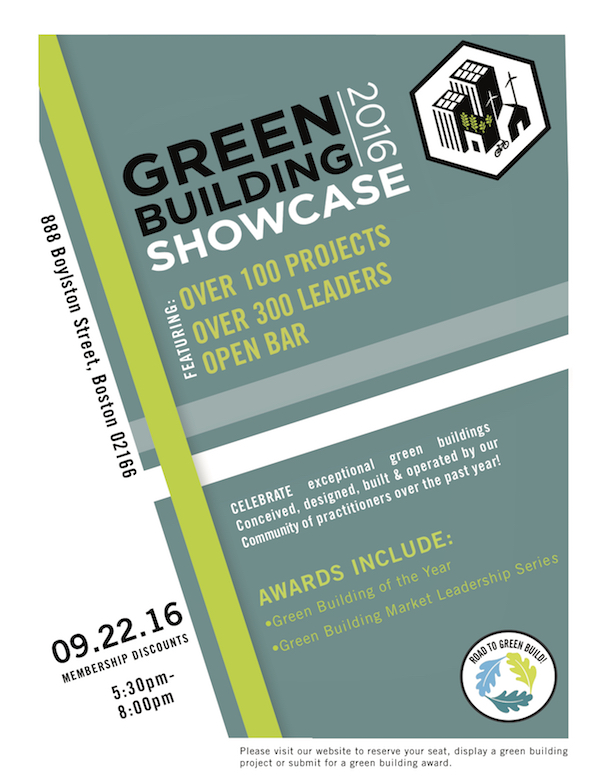 GREEN
BUILDING
SHOWCASE
2016
FEATURING:
OVER 100 PROJECTS
OVER 300 LEADERS
OPEN BAR
888 Boylston Street, Boston 02166
CELEBRATE exceptional green buildings
Conceived, designed, built & operated by our
Community of practitioners over the past year!
AWARDS INCLUDE:
•Green Building of the Year
•Green Building Market Leadership Series
09.22.16
MEMBERSHIP DISCOUNTS
5:30pm-
8:00pm
ROAD TO GREEN BUILD!
Please visit our website to reserve your seat, display a green building
project or submit for a green building award.